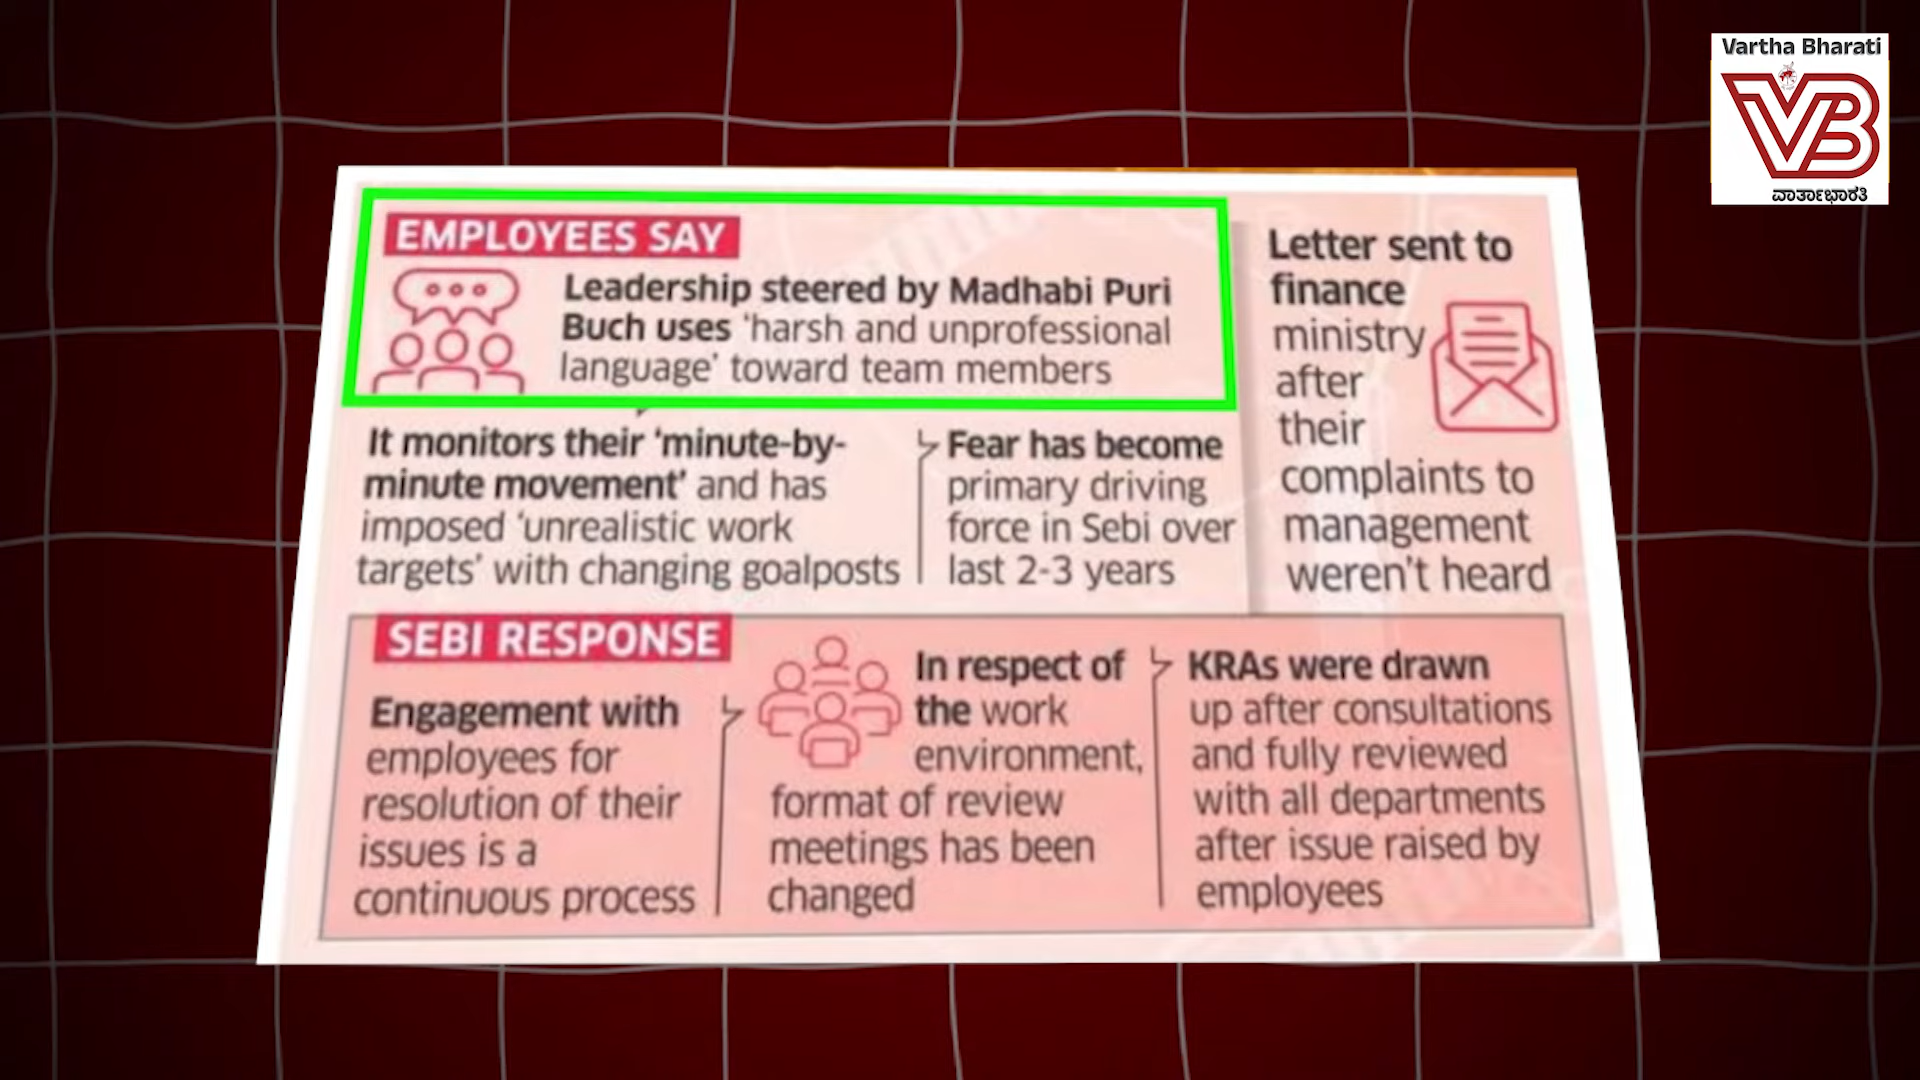 Vartha Bharati
VB
ವಾರ್ತಾಭಾರತಿ
EMPLOYEES SAY
Leadership steered by Madhabi Puri
Buch uses ‘harsh and unprofessional
language’ toward team members
It monitors their ‘minute-by-
minute movement’ and has
imposed ‘unrealistic work
targets’ with changing goalposts
Fear has become
primary driving
force in Sebi over
last 2-3 years
Letter sent to
finance
ministry
after
their
complaints to
management
weren't heard
SEBI RESPONSE
Engagement with
employees for
resolution of their
issues is a
continuous process
In respect of
the work
environment,
format of review
meetings has been
changed
KRAs were drawn
up after consultations
and fully reviewed
with all departments
after issue raised by
employees